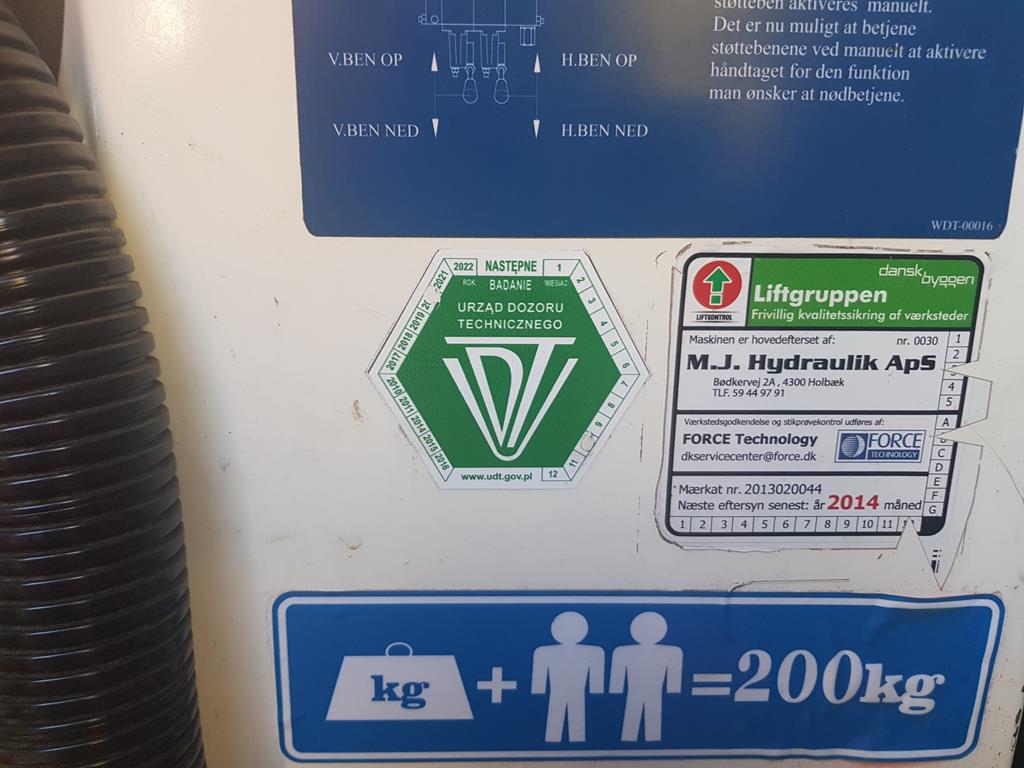 støtteben aktiveres manuelt.
Det er nu muligt at betjene
støttebenene ved manuelt at aktivere
håndtaget for den funktion
man ønsker at nødbetjene.
V.BEN OP
H.BEN OP
V.BEN NED
H.BEN NED
WDT-00016
2022 NASTĘPNE 1
ROK BADANIE MIESIĄC
URZĄD DOZORU
TECHNICZNEGO
UDT
2021
2019
2018
2017
2010
2011
2014
2015
2016
2
3
4
5
6
7
8
9
11
12
www.udt.gov.pl
LIFTKONTROL
dansk byggeri
Liftgruppen
Frivillig kvalitetssikring af værksteder
Maskinen er hovedefterset af: nr. 0030
M.J. Hydraulik ApS
Bødkervej 2A, 4300 Holbæk
TLF. 59 44 97 91
Værkstedsgodkendelse og stikprøvekontrol udføres af:
FORCE Technology
dkservicecenter@force.dk
FORCE
TECHNOLOGY
Mærkat nr. 2013020044
Næste eftersyn senest: år 2014 måned
1 2 3 4 5 6 7 8 9 10 11
1
2
4
5
A
B
C
D
E
F
G
kg + = 200kg